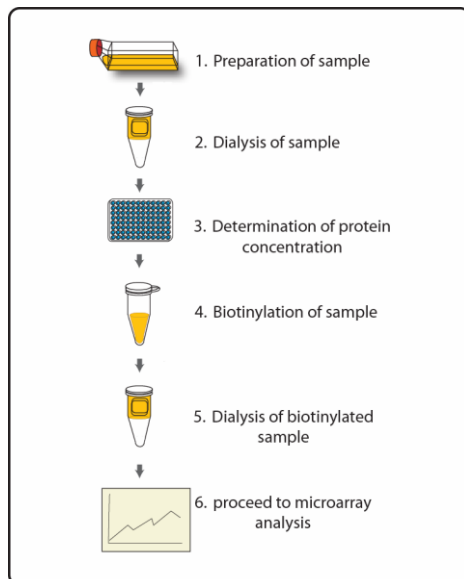 1. Preparation of sample
2. Dialysis of sample
3. Determination of protein
concentration
4. Biotinylation of sample
5. Dialysis of biotinylated
sample
6. proceed to microarray
analysis